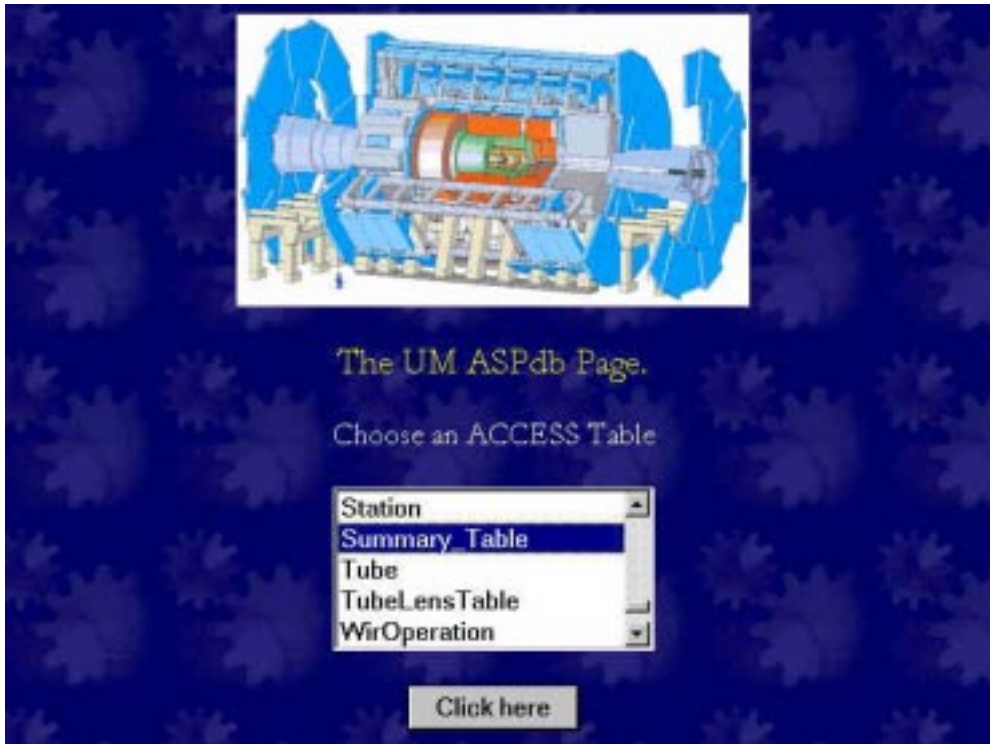 The UM ASPdb Page.
Choose an ACCESS Table
Station
Summary_Table
Tube
TubeLensTable
WirOperation
Click here